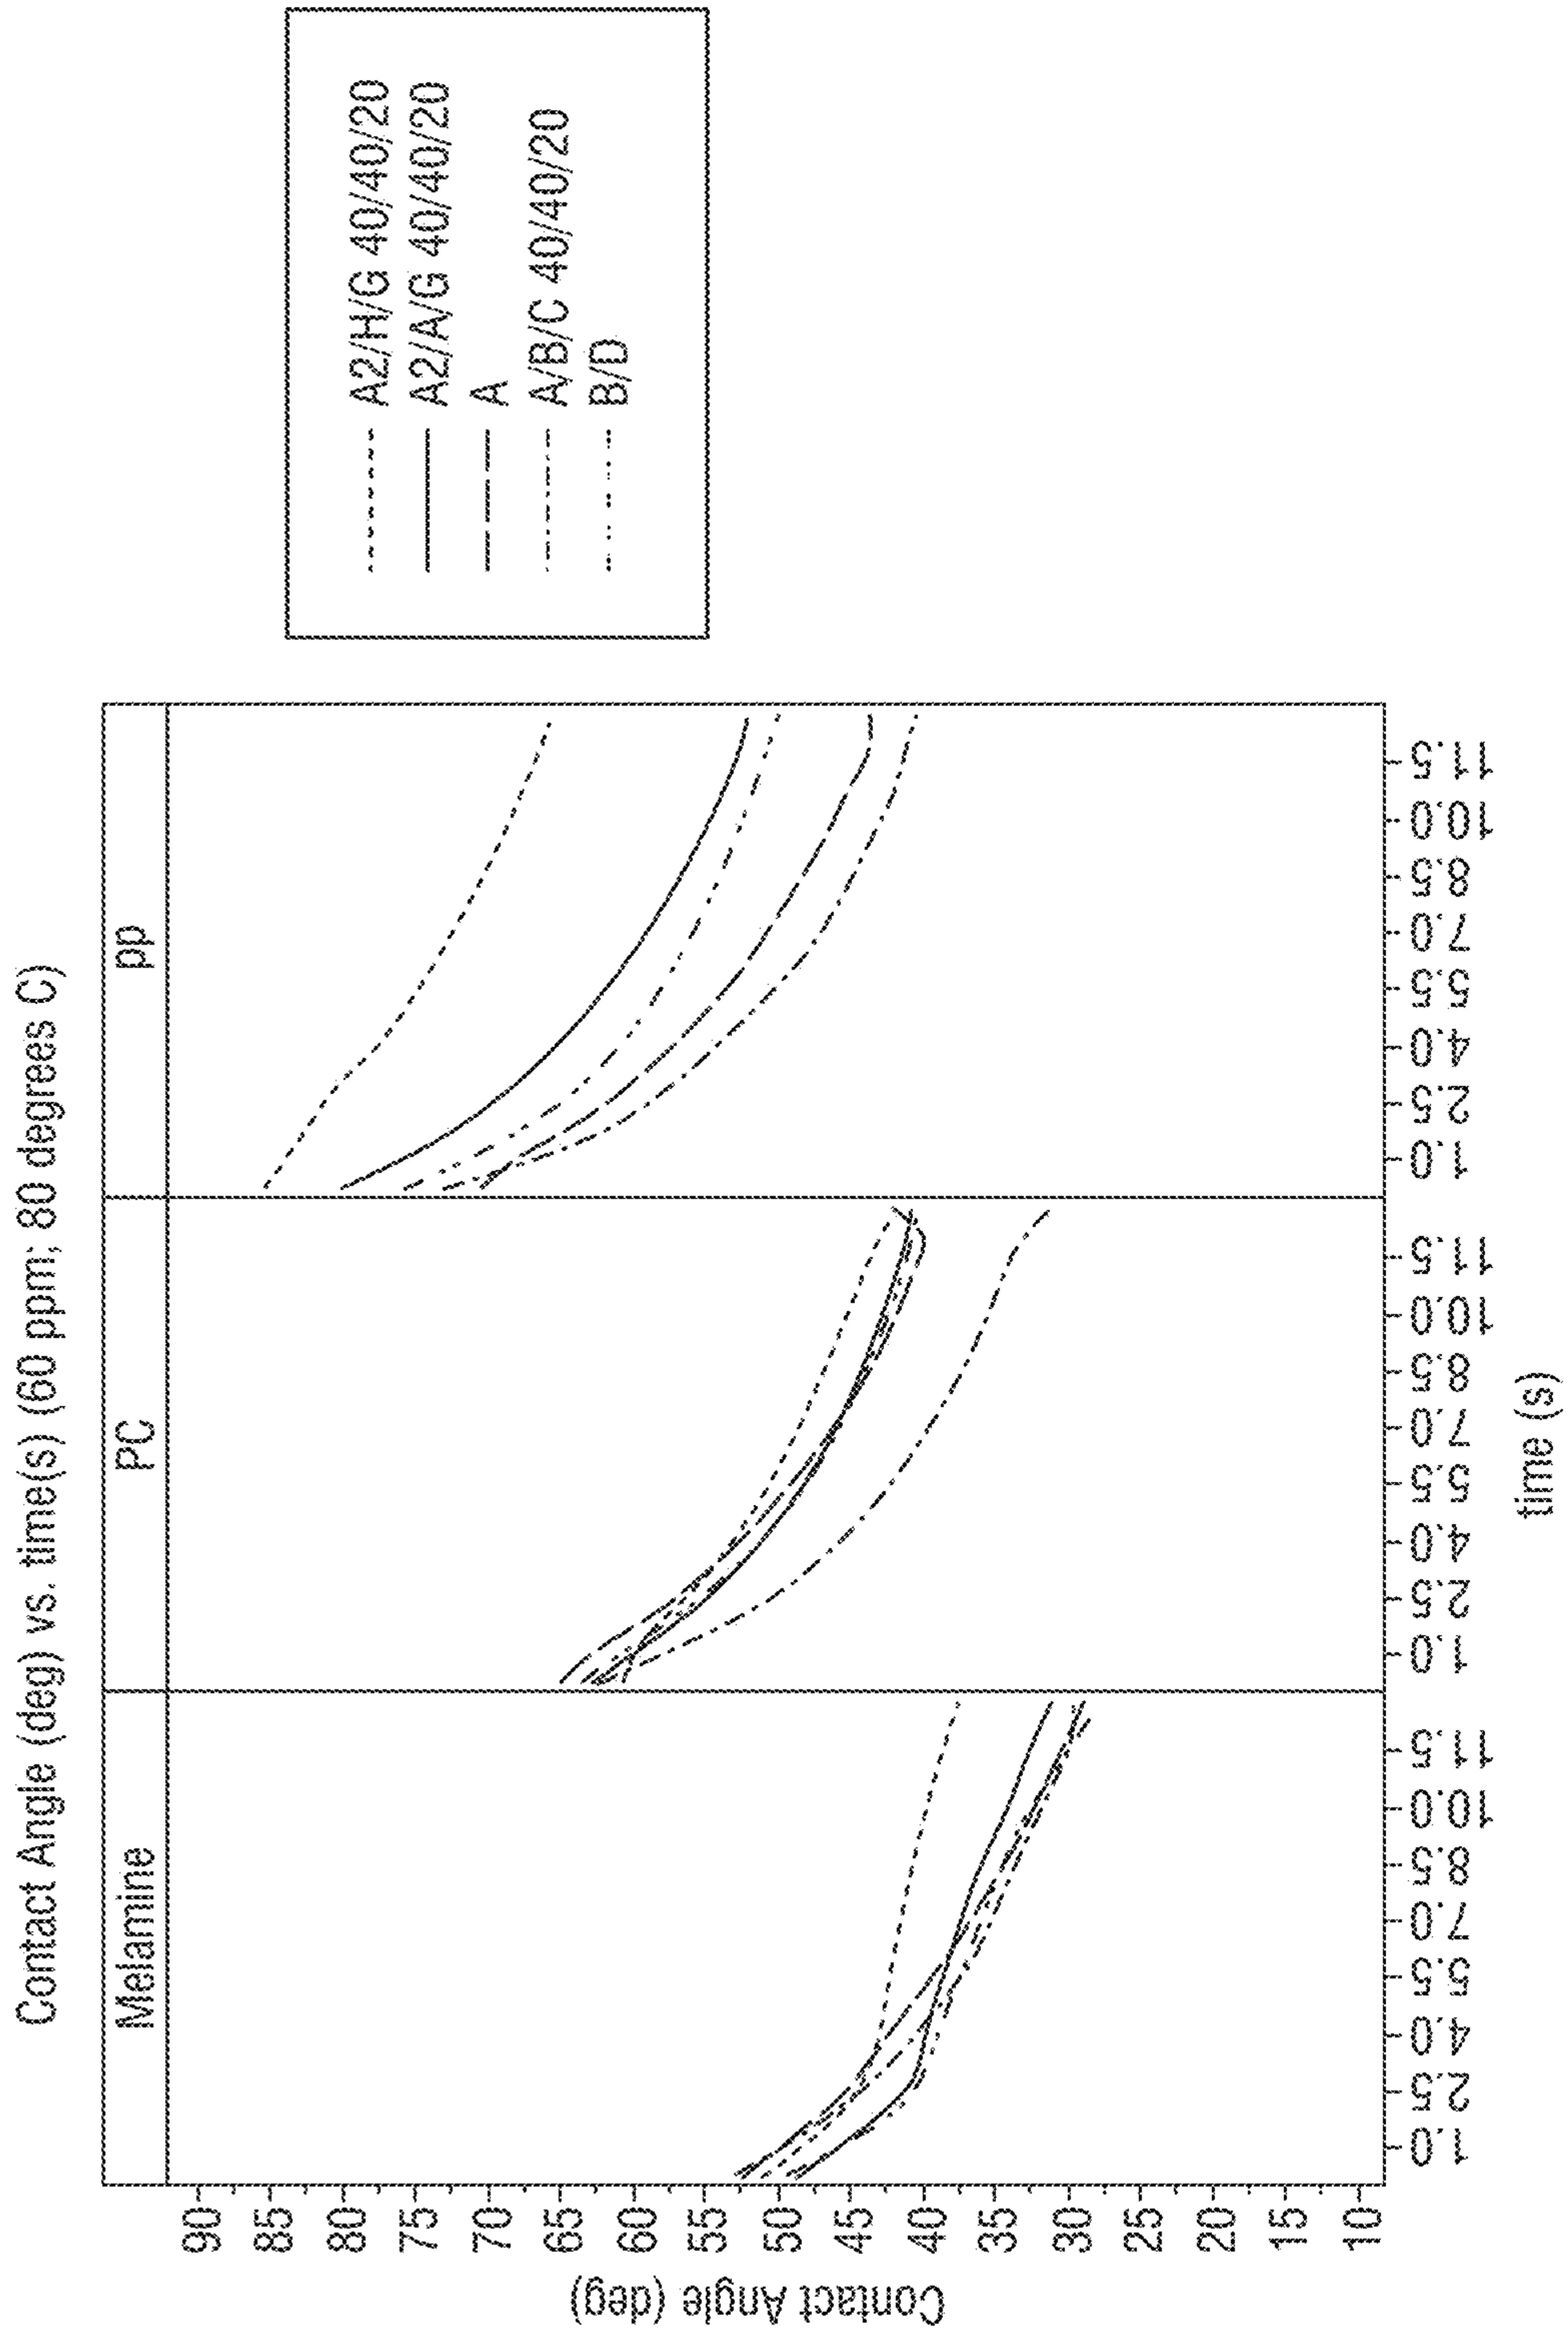 Contact Angle (deg) vs. time(s) (60 ppm; 80 degrees C)
Melamine
PC
pp
Contact Angle (deg)
90
85
80
75
70
65
60
55
50
45
40
35
30
25
20
15
10
1.0 2.5 4.0 5.5 7.0 8.5 10.0 11.5
1.0 2.5 4.0 5.5 7.0 8.5 10.0 11.5
1.0 2.5 4.0 5.5 7.0 8.5 10.0 11.5
time (s)
A2/H/G 40/40/20
A2/A/G 40/40/20
A
A/B/C 40/40/20
B/D